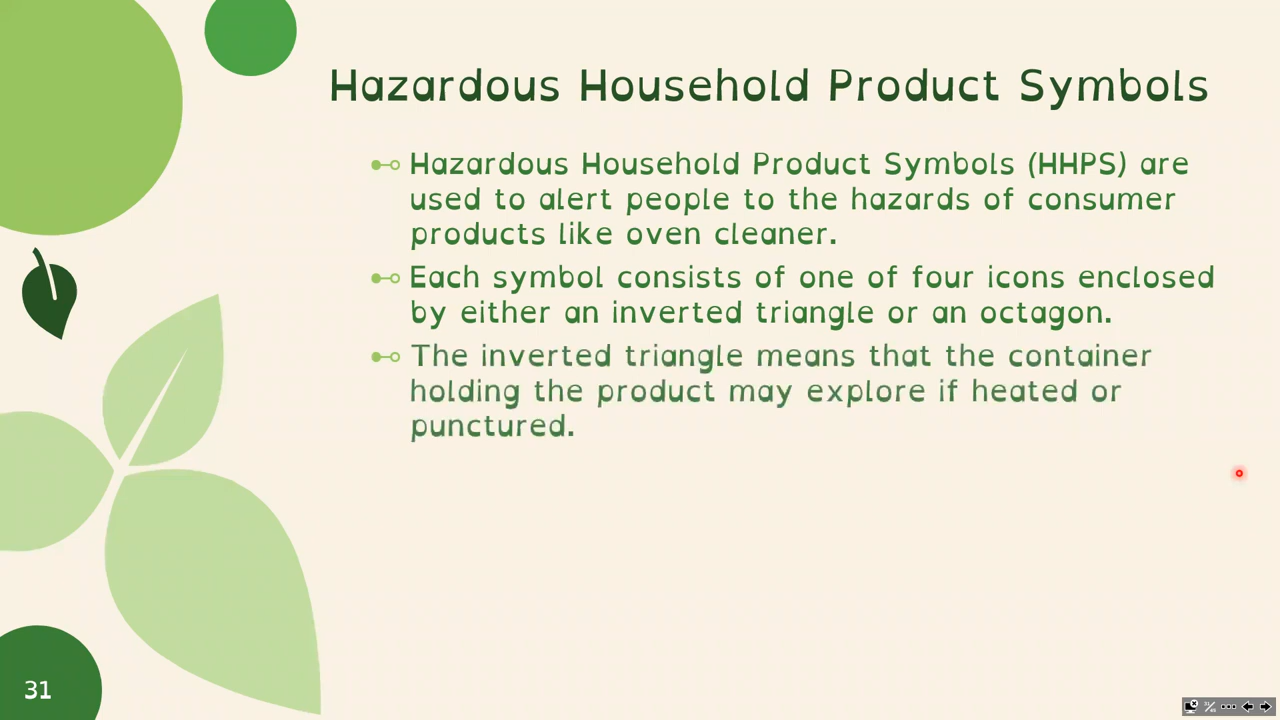 Hazardous Household Product Symbols
Hazardous Household Product Symbols (HHPS) are
used to alert people to the hazards of consumer
products like oven cleaner.
Each symbol consists of one of four icons enclosed
by either an inverted triangle or an octagon.
The inverted triangle means that the container
holding the product may explore if heated or
punctured.
31